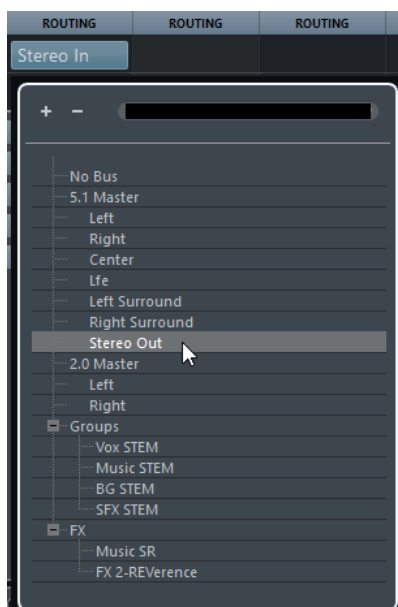 ROUTING ROUTING ROUTING
Stereo In
+ −
No Bus
5.1 Master
Left
Right
Center
Lfe
Left Surround
Right Surround
Stereo Out
2.0 Master
Left
Right
Groups
Vox STEM
Music STEM
BG STEM
SFX STEM
FX
Music SR
FX 2-REVerence